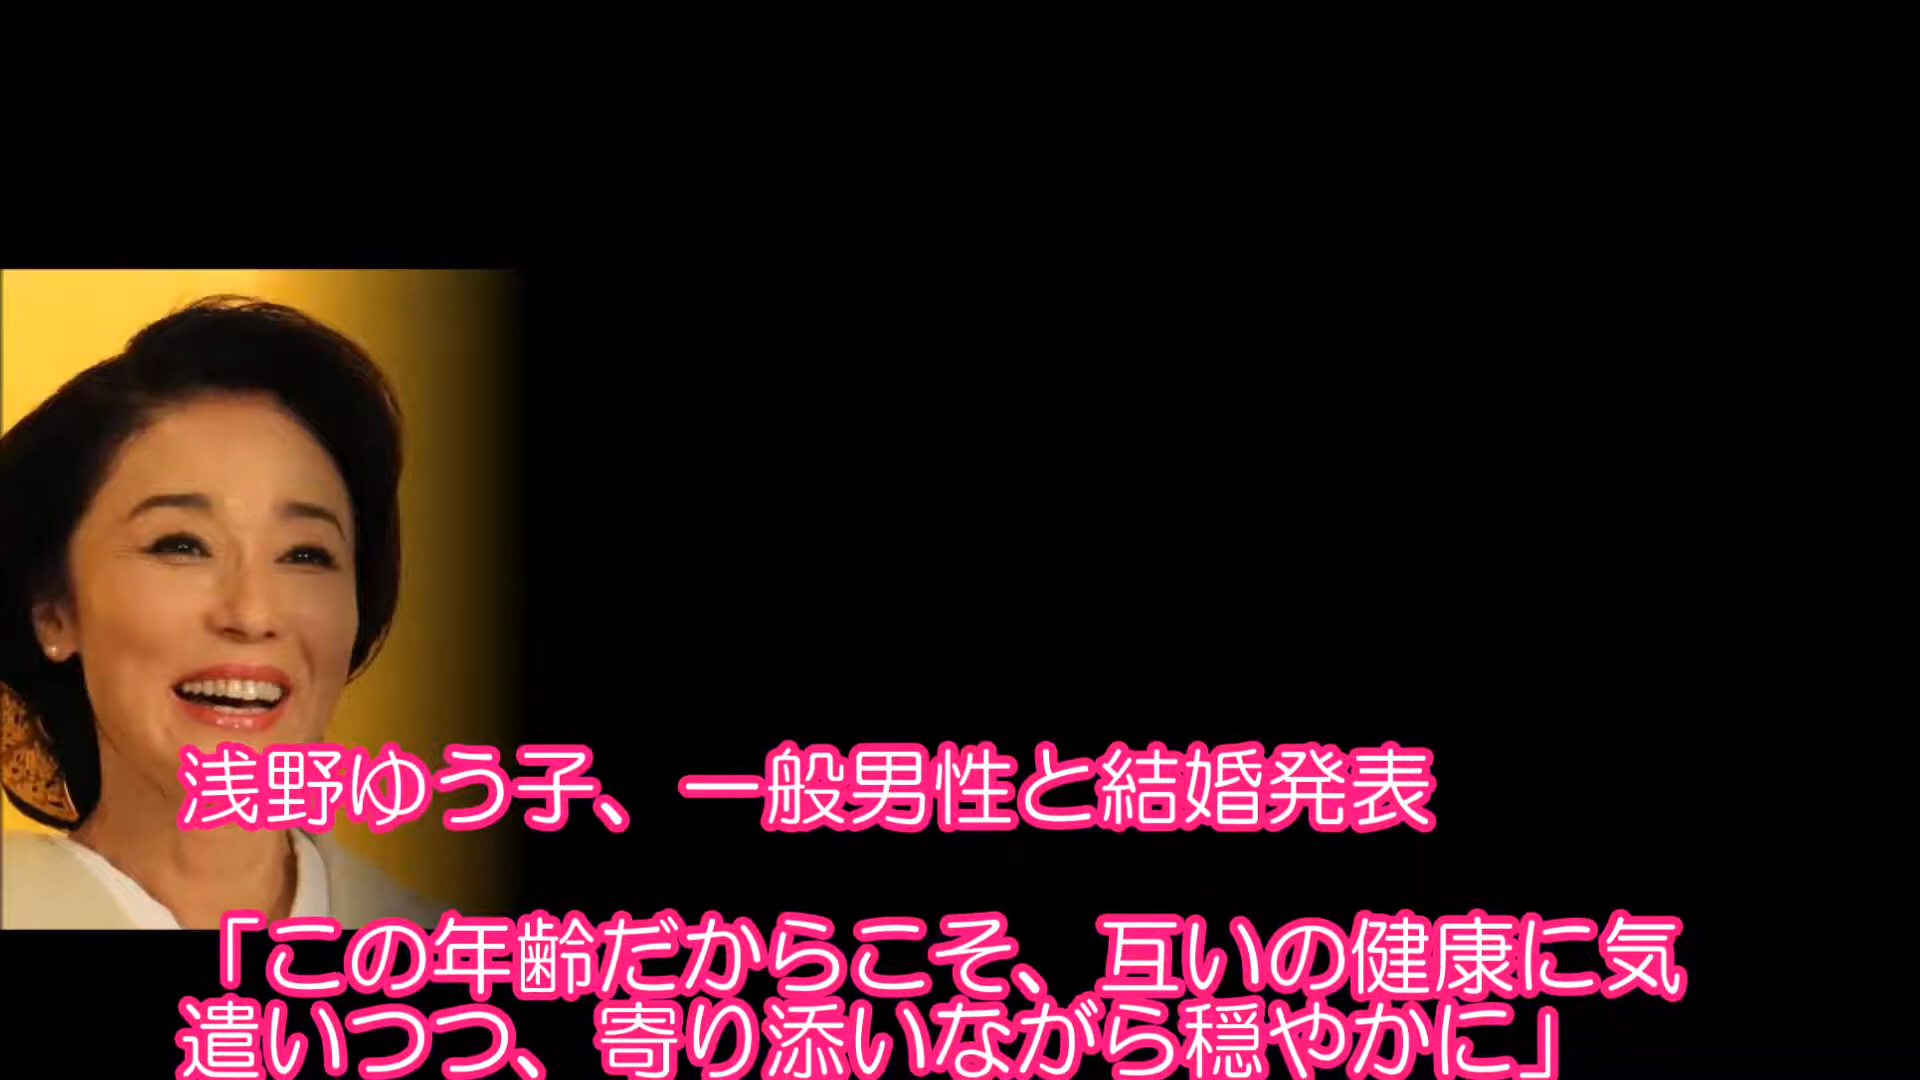 浅野ゆう子、一般男性と結婚発表
「この年齢だからこそ、互いの健康に気
遣いつつ、寄り添いながら穏やかに」